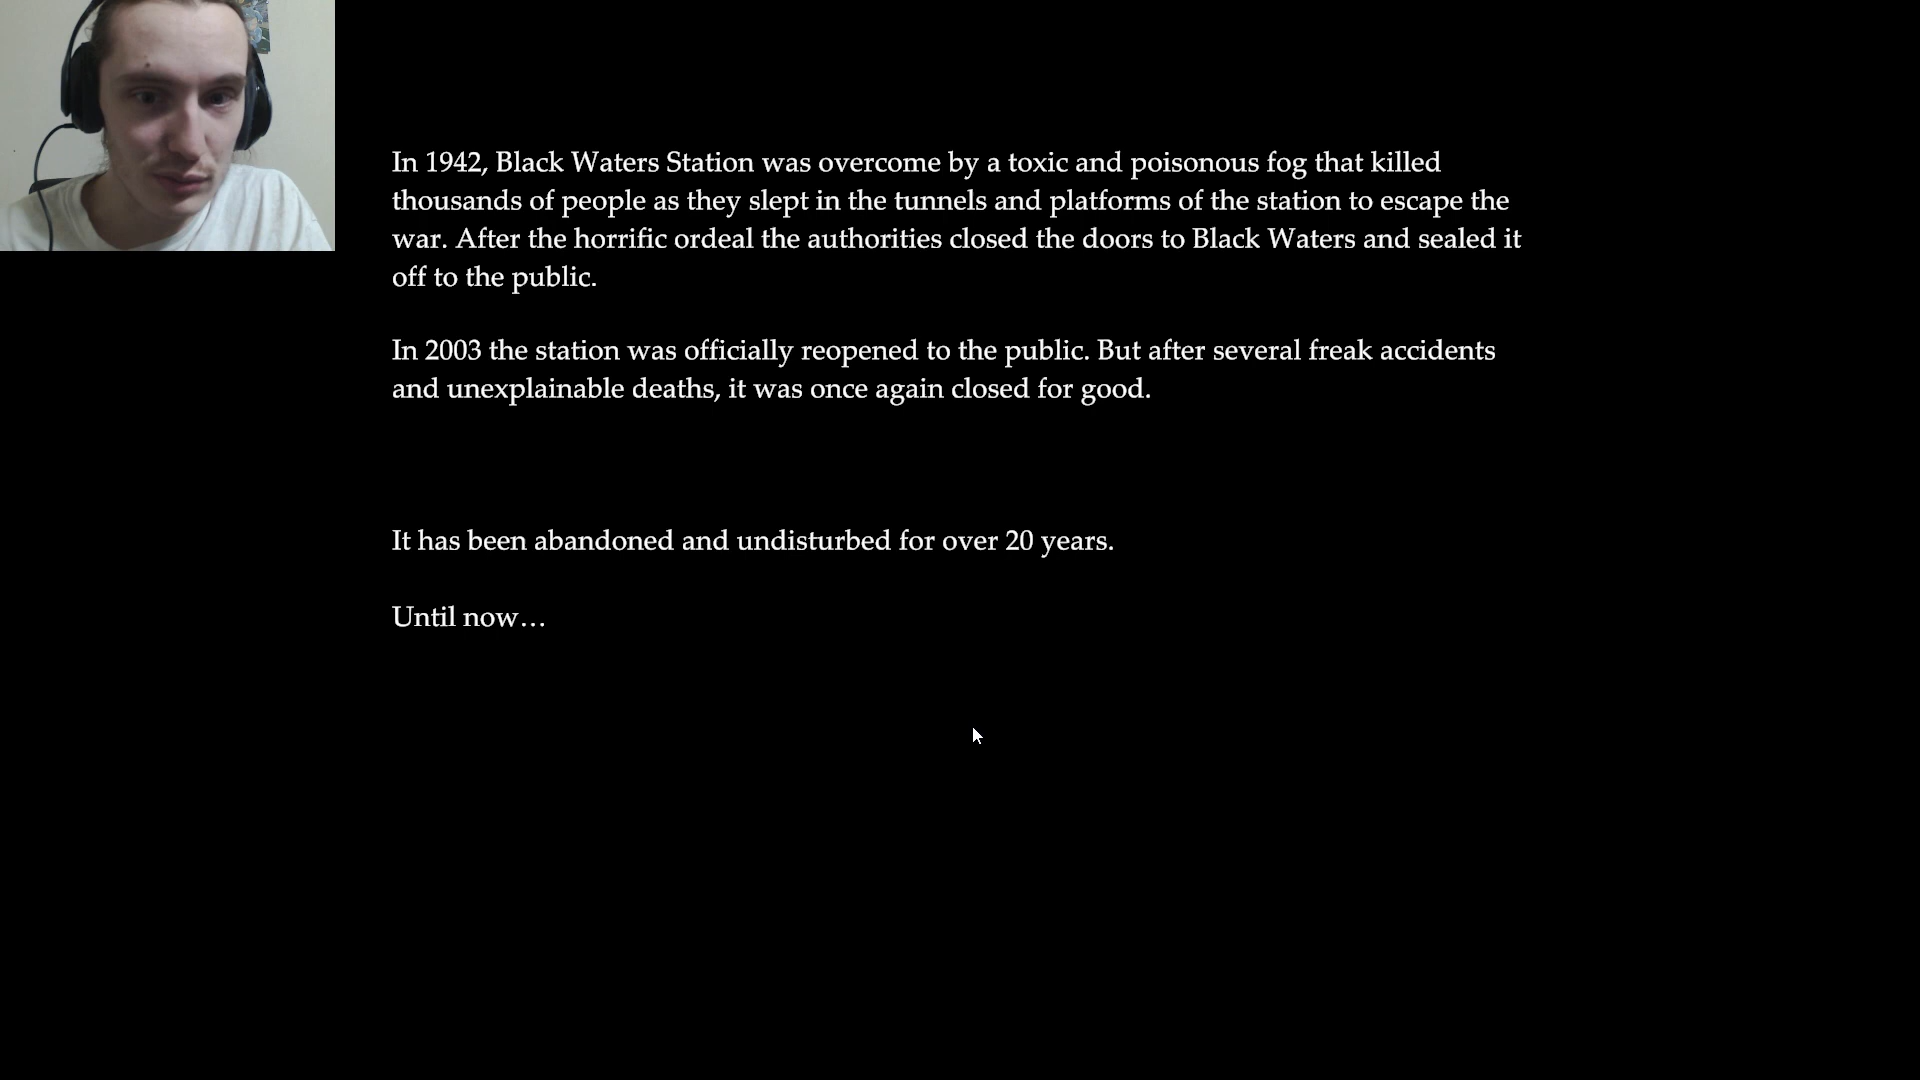 In 1942, Black Waters Station was overcome by a toxic and poisonous fog that killed
thousands of people as they slept in the tunnels and platforms of the station to escape the
war. After the horrific ordeal the authorities closed the doors to Black Waters and sealed it
off to the public.
In 2003 the station was officially reopened to the public. But after several freak accidents
and unexplainable deaths, it was once again closed for good.
It has been abandoned and undisturbed for over 20 years.
Until now…